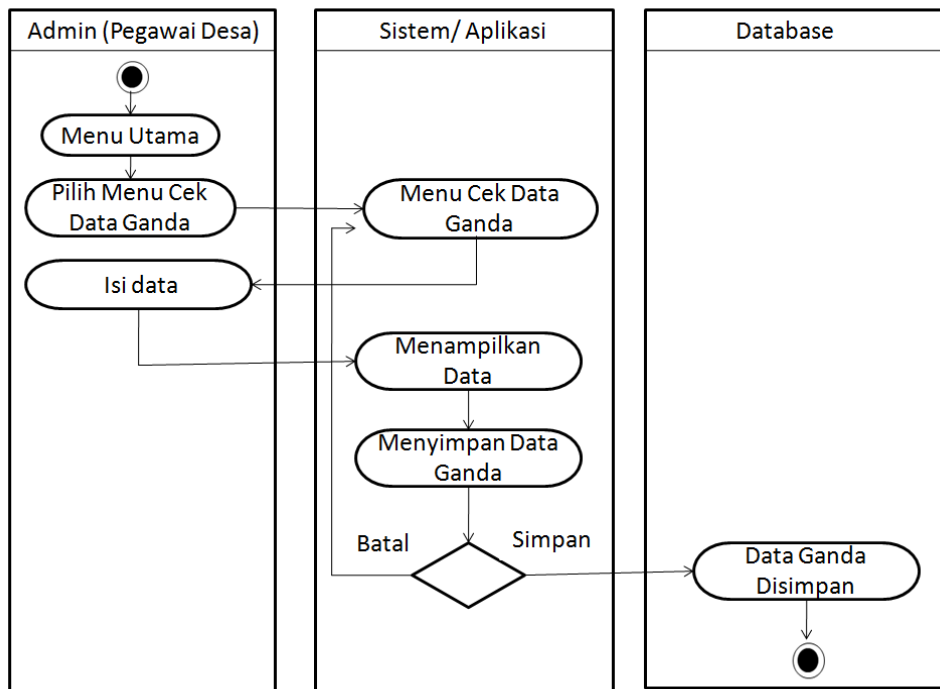 Admin (Pegawai Desa)
Sistem/ Aplikasi
Database
Menu Utama
Pilih Menu Cek
Data Ganda
Menu Cek Data
Ganda
Isi data
Menampilkan
Data
Menyimpan Data
Ganda
Batal
Simpan
Data Ganda
Disimpan